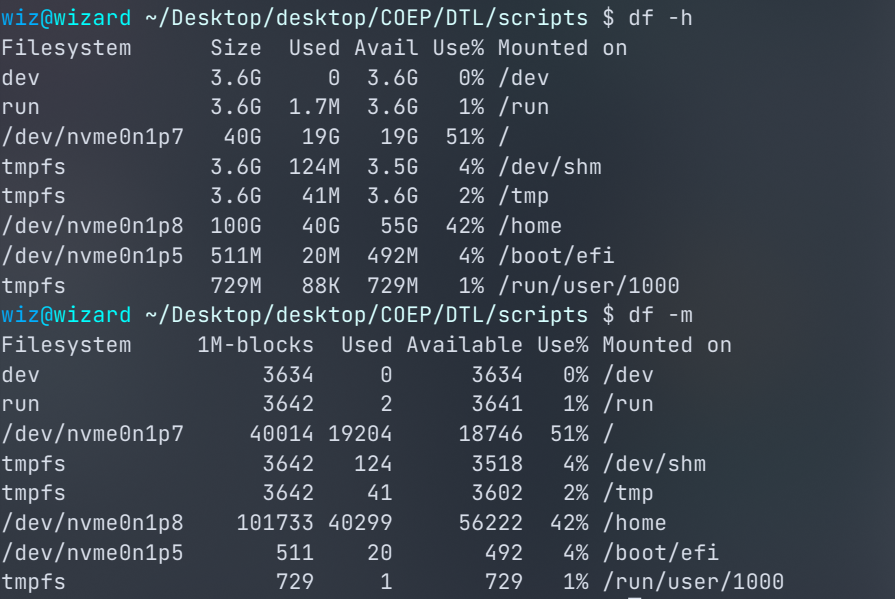 wiz@wizard ~/Desktop/desktop/COEP/DTL/scripts $ df -h
Filesystem      Size  Used Avail Use% Mounted on
dev             3.6G     0  3.6G   0% /dev
run             3.6G  1.7M  3.6G   1% /run
/dev/nvme0n1p7   40G   19G   19G  51% /
tmpfs           3.6G  124M  3.5G   4% /dev/shm
tmpfs           3.6G   41M  3.6G   2% /tmp
/dev/nvme0n1p8  100G   40G   55G  42% /home
/dev/nvme0n1p5  511M   20M  492M   4% /boot/efi
tmpfs           729M   88K  729M   1% /run/user/1000
wiz@wizard ~/Desktop/desktop/COEP/DTL/scripts $ df -m
Filesystem     1M-blocks  Used Available Use% Mounted on
dev                 3634     0      3634   0% /dev
run                 3642     2      3641   1% /run
/dev/nvme0n1p7     40014 19204     18746  51% /
tmpfs               3642   124      3518   4% /dev/shm
tmpfs               3642    41      3602   2% /tmp
/dev/nvme0n1p8    101733 40299     56222  42% /home
/dev/nvme0n1p5       511    20       492   4% /boot/efi
tmpfs                729     1       729   1% /run/user/1000